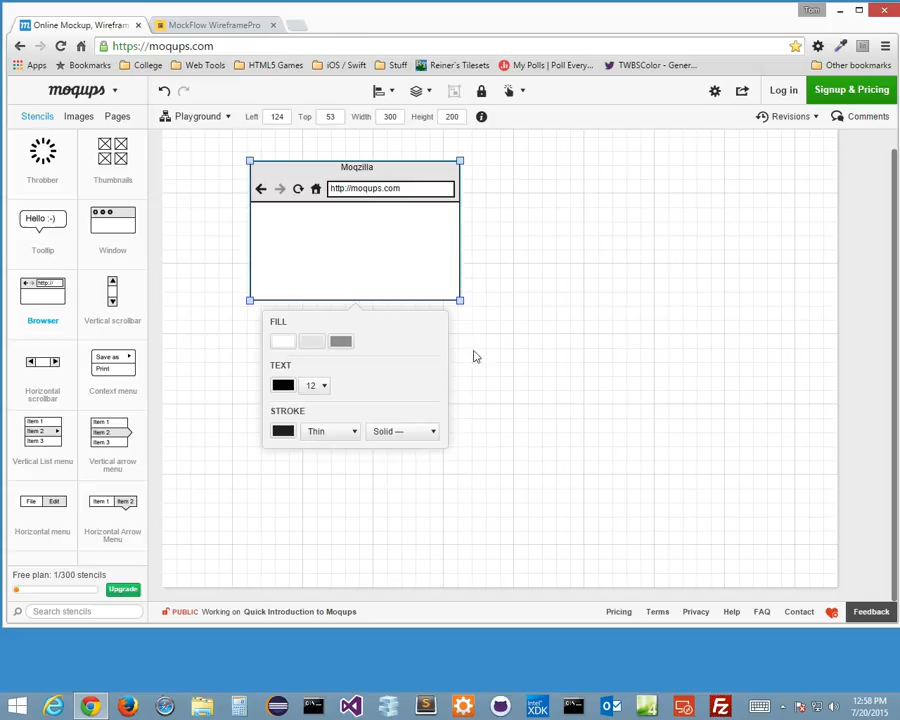 Tom
Online Mockup, Wirefram
MockFlow WireframePro
https://moqups.com
Apps
Bookmarks
College
Web Tools
HTML5 Games
iOS / Swift
Stuff
Reiner's Tilesets
My Polls | Poll Every...
TWBSColor - Gener...
Other bookmarks
moqups
Log in
Signup & Pricing
Stencils
Images
Pages
Playground
Left
124
Top
53
Width
300
Height
200
Revisions
Comments
Throbber
Thumbnails
Hello :-)
Tooltip
Window
http://
Browser
Vertical scrollbar
Horizontal
scrollbar
Save as
Print
Context menu
Item 1
Item 2
Item 3
Vertical List menu
Item 1
Item 2
Item 3
Vertical arrow
menu
File
Edit
Horizontal menu
Item 1
Item 2
Horizontal Arrow
Menu
Moqzilla
http://moqups.com
FILL
TEXT
12
STROKE
Thin
Solid —
Free plan: 1/300 stencils
Upgrade
Search stencils
PUBLIC
Working on Quick Introduction to Moqups
Pricing
Terms
Privacy
Help
FAQ
Contact
Feedback
Intel
XDK
12:58 PM
7/20/2015